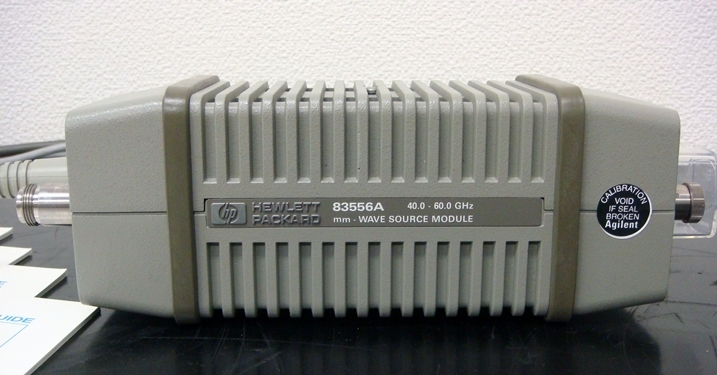 hp HEWLETT
PACKARD
83556A 40.0 - 60.0 GHz
mm - WAVE SOURCE MODULE
CALIBRATION
VOID
IF SEAL
BROKEN
Agilent